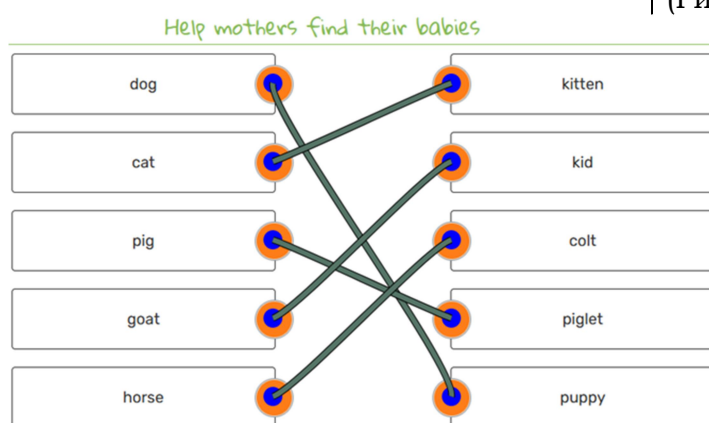 Help mothers find their babies
dog kitten
cat kid
pig colt
goat piglet
horse puppy